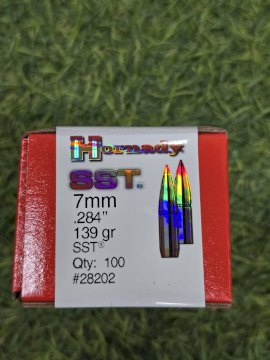 Hornady
SST®
7mm
.284"
139 gr
SST®
Qty: 100
#28202